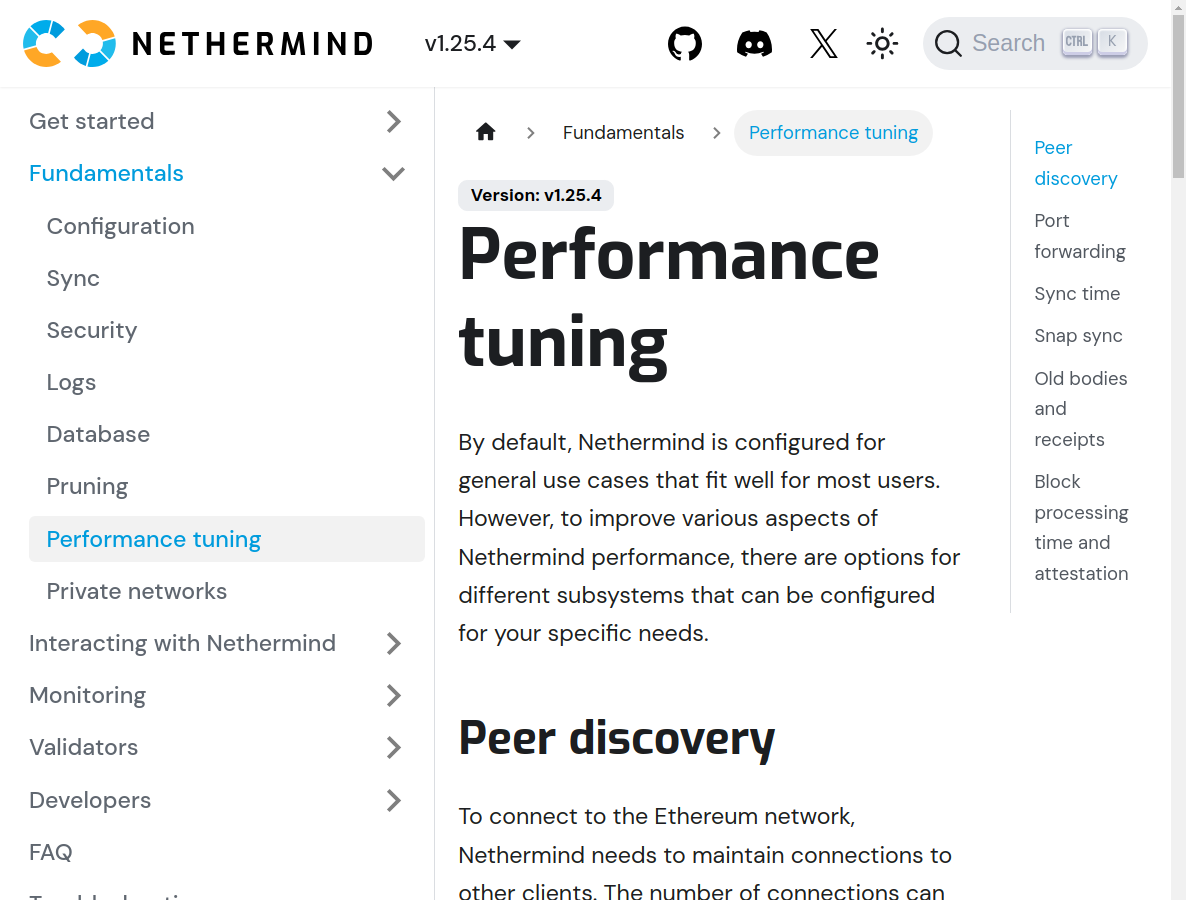 NETHERMIND
v1.25.4
Search
CTRL
K
Get started
Fundamentals
Configuration
Sync
Security
Logs
Database
Pruning
Performance tuning
Private networks
Interacting with Nethermind
Monitoring
Validators
Developers
FAQ
Fundamentals
Performance tuning
Version: v1.25.4
Performance
tuning
By default, Nethermind is configured for
general use cases that fit well for most users.
However, to improve various aspects of
Nethermind performance, there are options for
different subsystems that can be configured
for your specific needs.
Peer discovery
To connect to the Ethereum network,
Nethermind needs to maintain connections to
other clients. The number of connections can
Peer
discovery
Port
forwarding
Sync time
Snap sync
Old bodies
and
receipts
Block
processing
time and
attestation